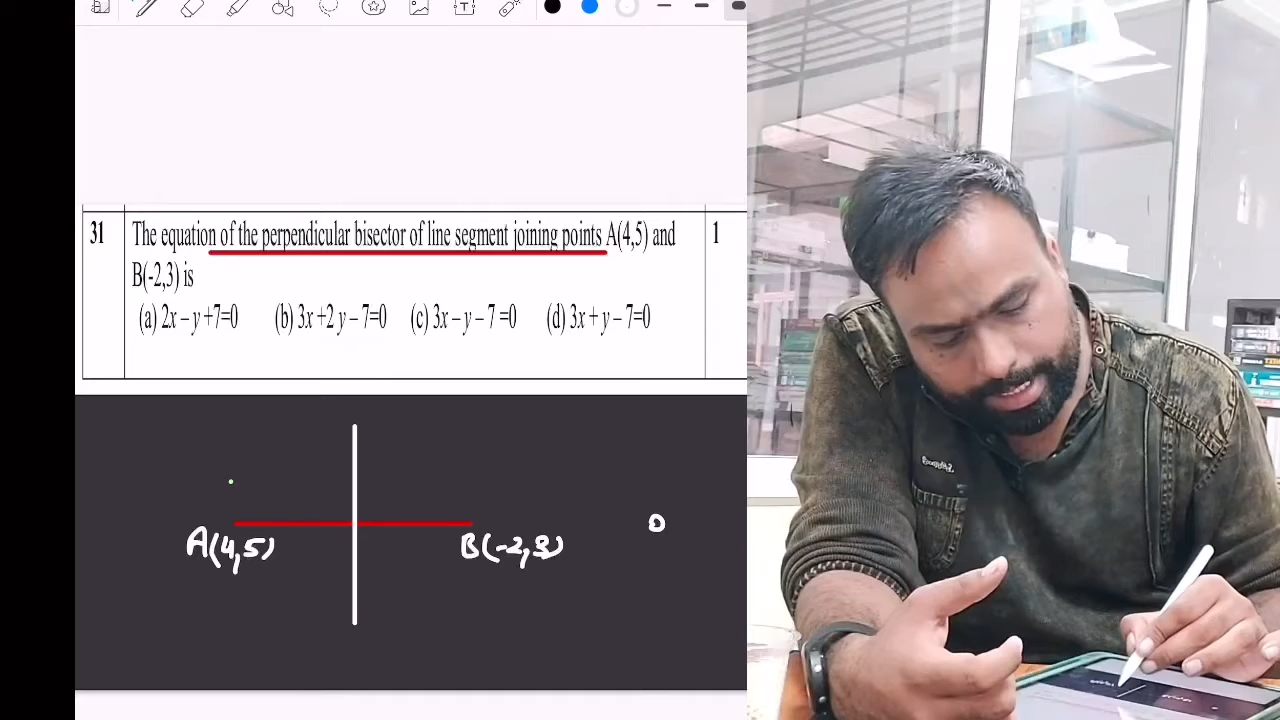 31 The equation of the perpendicular bisector of line segment joining points A(4,5) and 1
B(-2,3) is
(a) 2x – y +7=0 (b) 3x +2 y – 7=0 (c) 3x – y – 7 =0 (d) 3x + y – 7=0
A(4,5) B(-2,3)